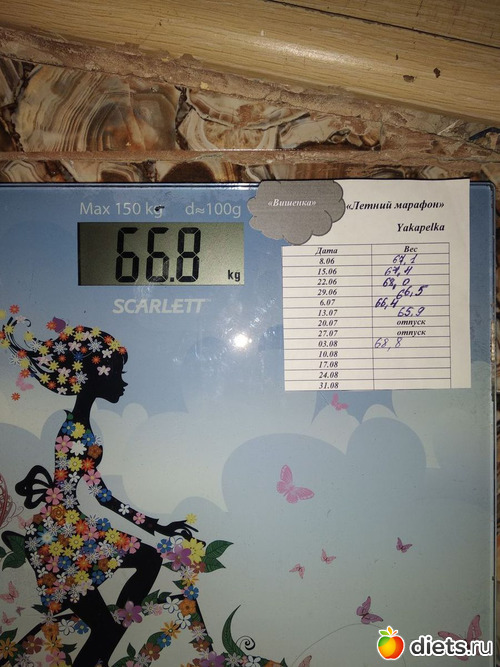 Max 150 kg d=100g
66.8 kg
SCARLETT
«Вишенка»
«Летний марафон»
Yakapelka
Дата Вес
8.06 67,1
15.06 67,4
22.06 68,0
29.06 66,5
6.07 66,4
13.07 65,9
20.07 отпуск
27.07 отпуск
03.08 68,8
10.08
17.08
24.08
31.08
diets.ru